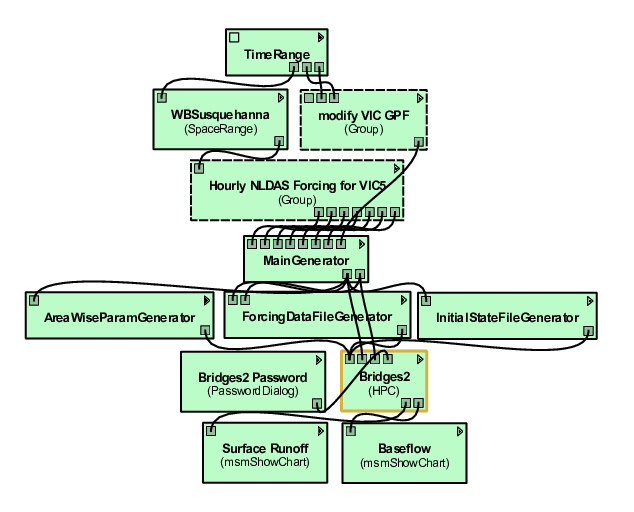 TimeRange
WBSusquehanna
(SpaceRange)
modify VIC GPF
(Group)
Hourly NLDAS Forcing for VIC5
(Group)
MainGenerator
AreaWiseParamGenerator
ForcingDataFileGenerator
InitialStateFileGenerator
Bridges2 Password
(PasswordDialog)
Bridges2
(HPC)
Surface Runoff
(msmShowChart)
Baseflow
(msmShowChart)